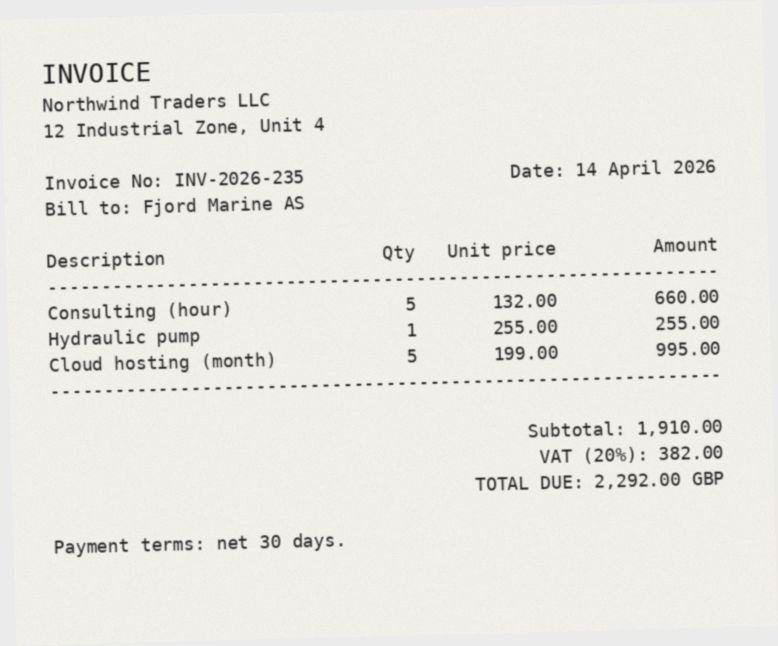 INVOICE
Northwind Traders LLC
12 Industrial Zone, Unit 4
Invoice No: INV-2026-235 Date: 14 April 2026
Bill to: Fjord Marine AS
Description Qty Unit price Amount
Consulting (hour) 5 132.00 660.00
Hydraulic pump 1 255.00 255.00
Cloud hosting (month) 5 199.00 995.00
Subtotal: 1,910.00
VAT (20%): 382.00
TOTAL DUE: 2,292.00 GBP
Payment terms: net 30 days.